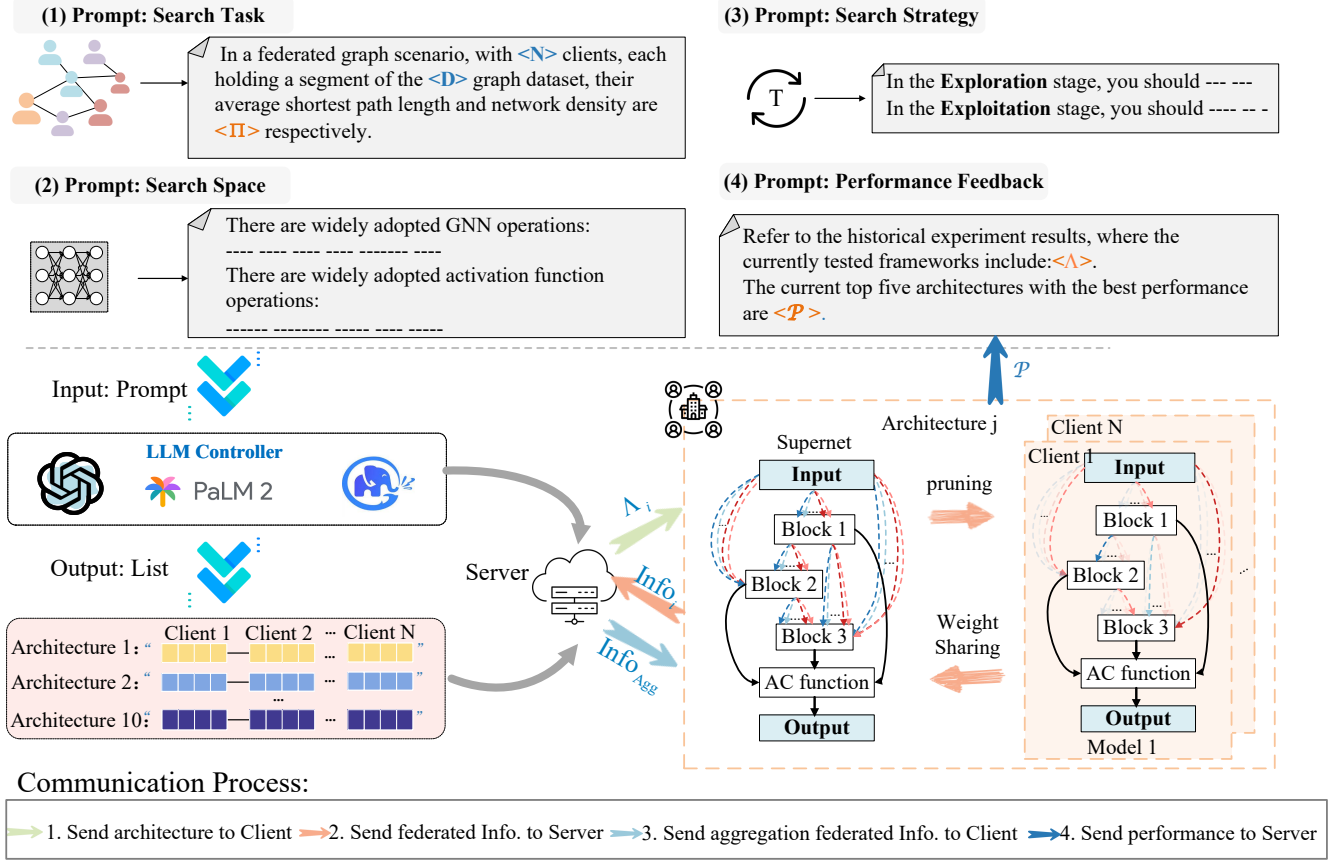 (1) Prompt: Search Task
In a federated graph scenario, with <N> clients, each
holding a segment of the <D> graph dataset, their
average shortest path length and network density are
<Π> respectively.
(2) Prompt: Search Space
There are widely adopted GNN operations:
---- ---- ---- ---- ------- ----
There are widely adopted activation function
operations:
------ -------- ----- ---- -----
(3) Prompt: Search Strategy
T
In the Exploration stage, you should --- ---
In the Exploitation stage, you should ---- -- -
(4) Prompt: Performance Feedback
Refer to the historical experiment results, where the
currently tested frameworks include:<Λ>.
The current top five architectures with the best performance
are <𝒫>.
Input: Prompt
LLM Controller
PaLM 2
Output: List
Client 1 Client 2 ... Client N
Architecture 1: “ ... ”
Architecture 2: “ ... ”
...
Architecture 10: “ ... ”
Server
Λ i
Info i
Info Agg
𝒫
Supernet
Input
...
...
Block 1
...
...
Block 2
...
Block 3
AC function
Output
Architecture j
pruning
Weight
Sharing
Client N
Client 1
Input
...
...
Block 1
...
...
Block 2
...
...
Block 3
AC function
Output
Model 1
...
Communication Process:
1. Send architecture to Client 2. Send federated Info. to Server 3. Send aggregation federated Info. to Client 4. Send performance to Server